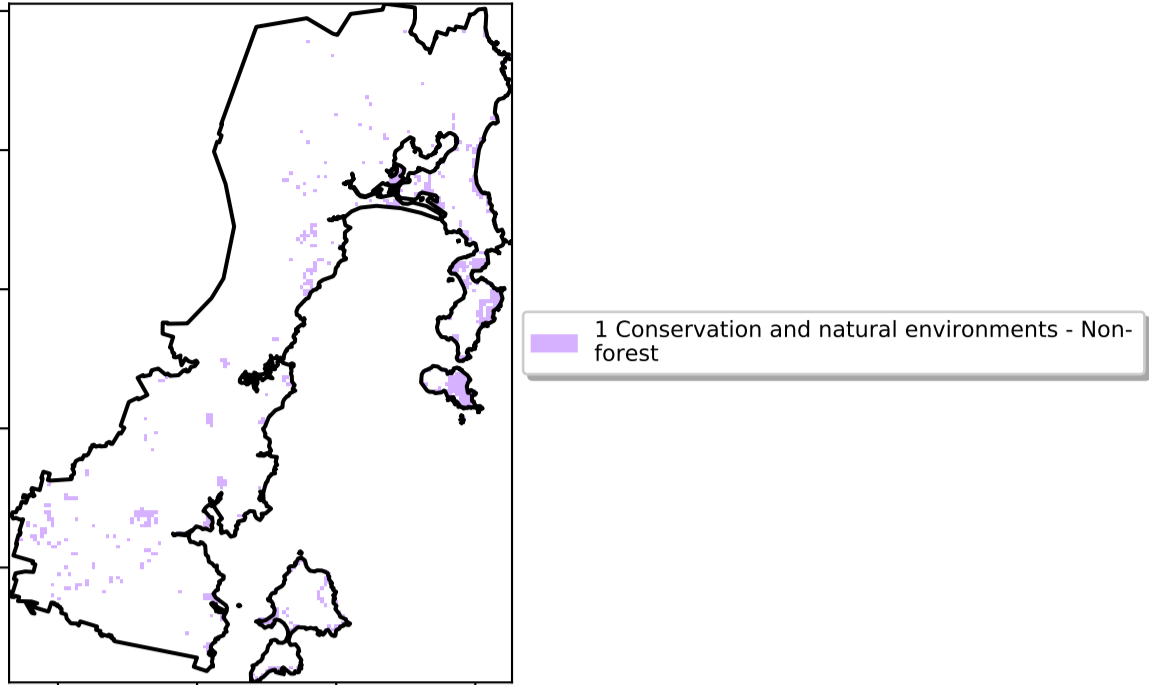 1 Conservation and natural environments - Non-
forest